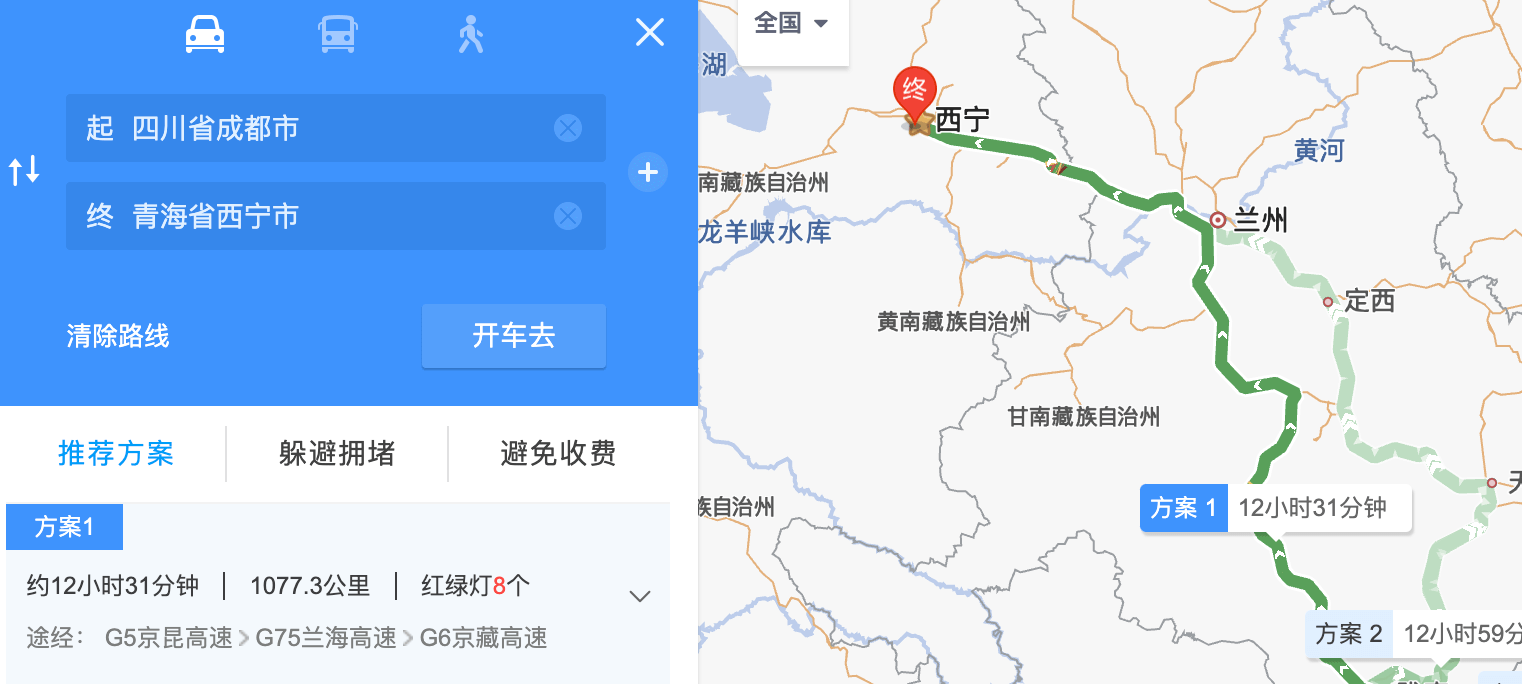 起 四川省成都市
终 青海省西宁市
清除路线
开车去
推荐方案
躲避拥堵
避免收费
方案1
约12小时31分钟
1077.3公里
红绿灯8个
途经： G5京昆高速 G75兰海高速 G6京藏高速
全国
湖
终
西宁
黄河
南藏族自治州
龙羊峡水库
兰州
定西
黄南藏族自治州
甘南藏族自治州
族自治州
方案 1 12小时31分钟
方案 2 12小时59分